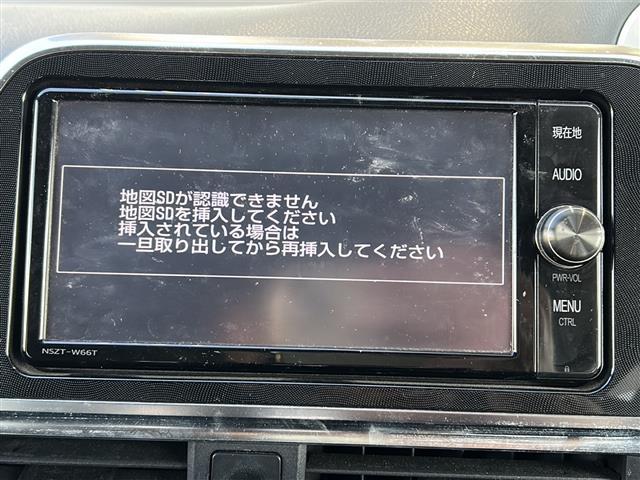 地図SDが認識できません
地図SDを挿入してください
挿入されている場合は
一旦取り出してから再挿入してください
現在地
AUDIO
PWR•VOL
MENU
CTRL
NSZT-W66T